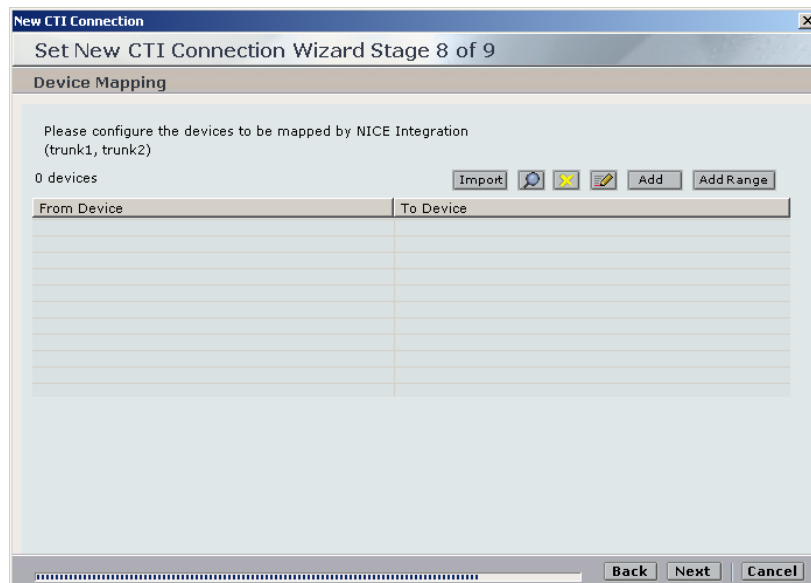 New CTI Connection
Set New CTI Connection Wizard Stage 8 of 9
Device Mapping
Please configure the devices to be mapped by NICE Integration
(trunk1, trunk2)
0 devices
Import
Add
Add Range
From Device
To Device
Back
Next
Cancel